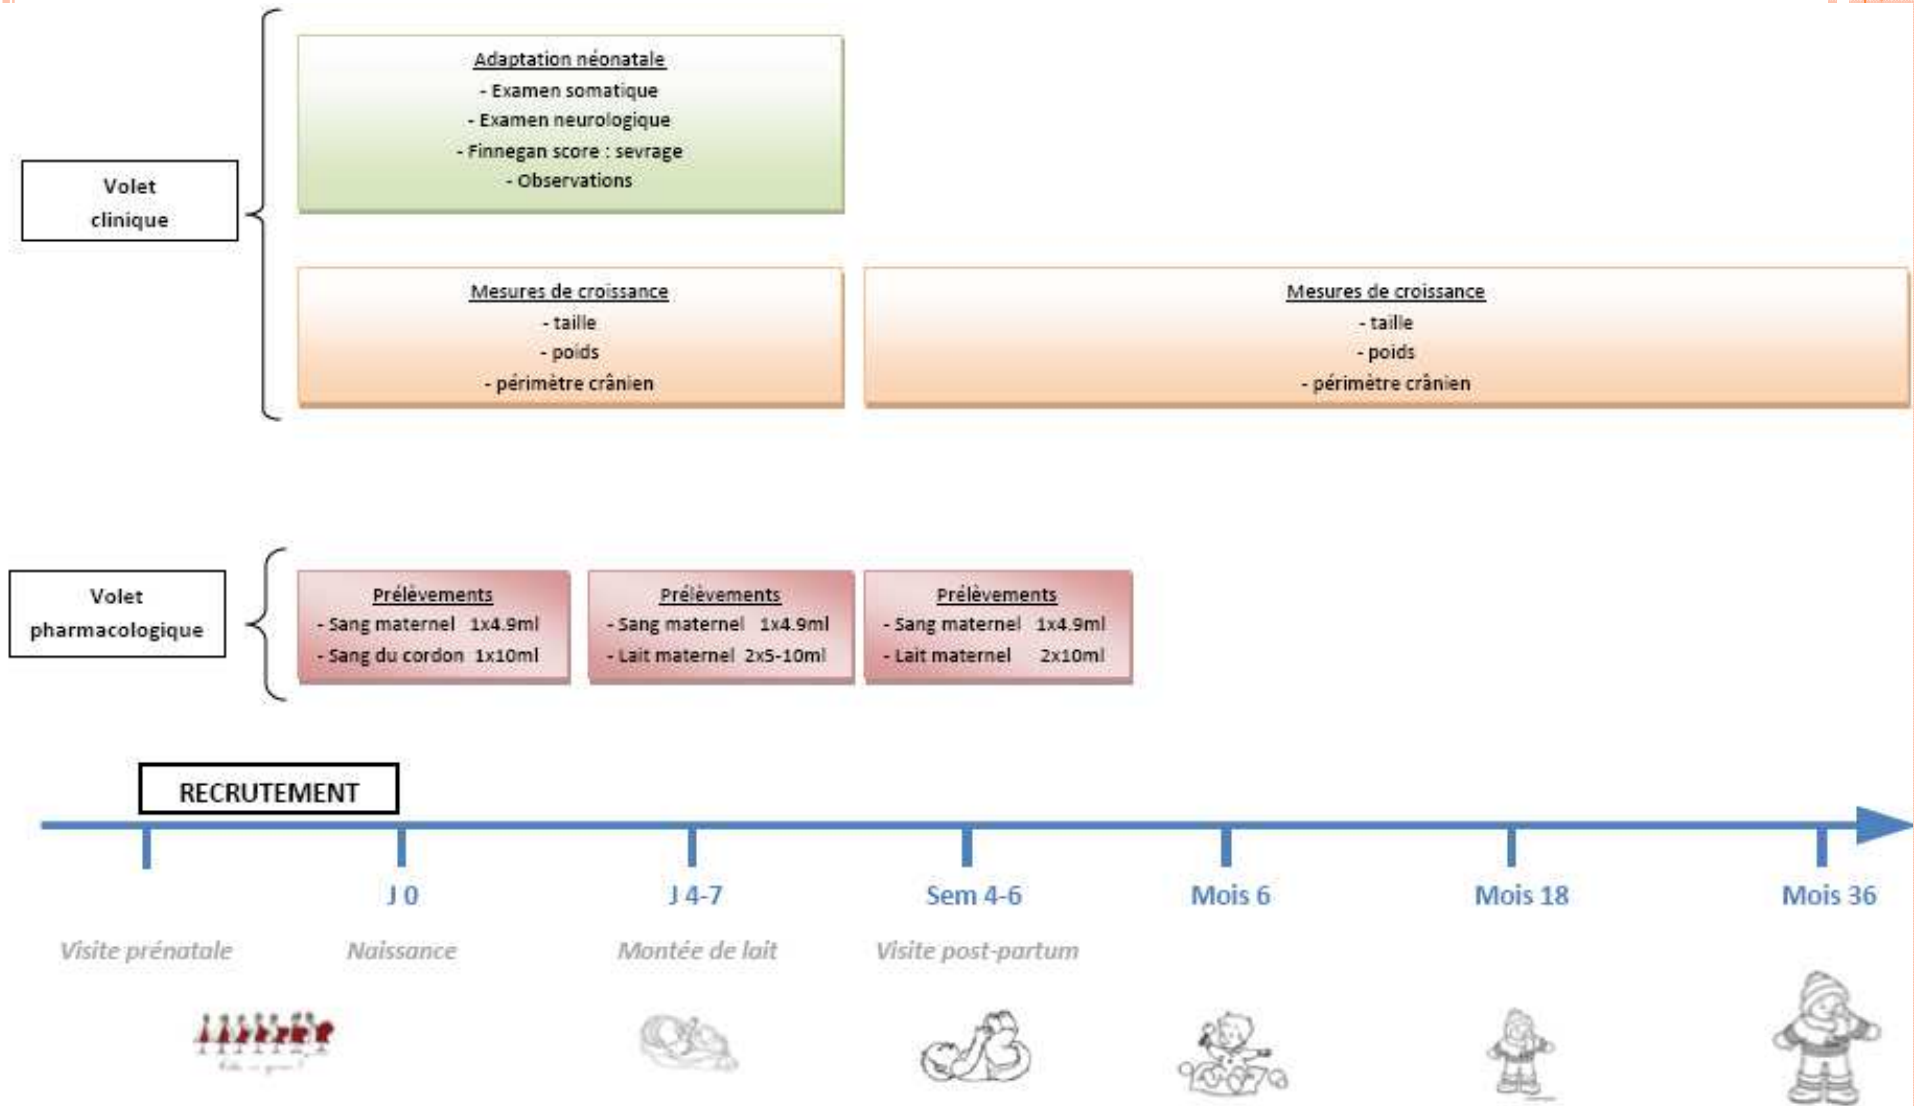 Volet
clinique
Adaptation néonatale
- Examen somatique
- Examen neurologique
- Finnegan score : sevrage
- Observations
Mesures de croissance
- taille
- poids
- périmètre crânien
Mesures de croissance
- taille
- poids
- périmètre crânien
Volet
pharmacologique
Prélèvements
- Sang maternel 1x4.9ml
- Sang du cordon 1x10ml
Prélèvements
- Sang maternel 1x4.9ml
- Lait maternel 2x5-10ml
Prélèvements
- Sang maternel 1x4.9ml
- Lait maternel 2x10ml
RECRUTEMENT
J 0
J 4-7
Sem 4-6
Mois 6
Mois 18
Mois 36
Visite prénatale
Naissance
Montée de lait
Visite post-partum